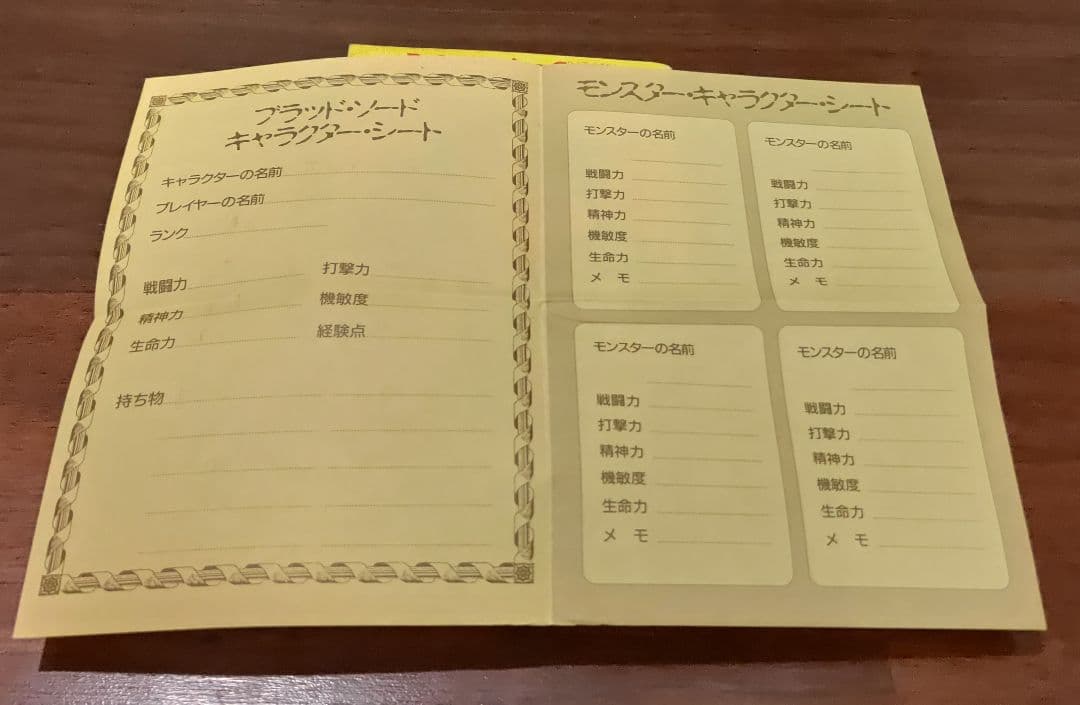 ブラッド・ソード
キャラクター・シート
キャラクターの名前
プレイヤーの名前
ランク
戦闘力 打撃力
精神力 機敏度
生命力 経験点
持ち物
モンスター・キャラクター・シート
モンスターの名前
戦闘力
打撃力
精神力
機敏度
生命力
メ モ
モンスターの名前
戦闘力
打撃力
精神力
機敏度
生命力
メ モ
モンスターの名前
戦闘力
打撃力
精神力
機敏度
生命力
メ モ
モンスターの名前
戦闘力
打撃力
精神力
機敏度
生命力
メ モ